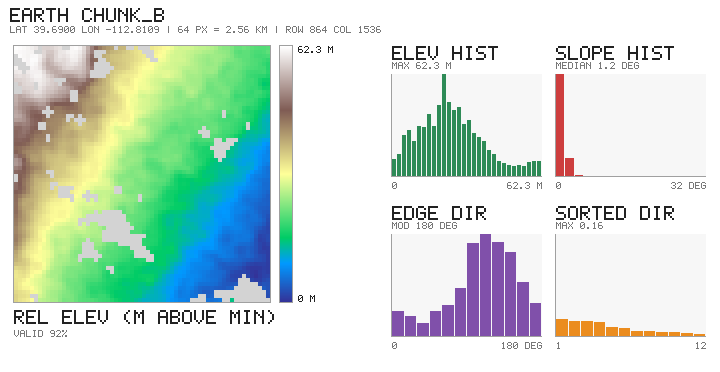 EARTH CHUNK_B
LAT 39.6900 LON -112.8109 | 64 PX = 2.56 KM | ROW 864 COL 1536
62.3 M
0 M
REL ELEV (M ABOVE MIN)
VALID 92%
ELEV HIST
MAX 62.3 M
0 62.3 M
SLOPE HIST
MEDIAN 1.2 DEG
0 32 DEG
EDGE DIR
MOD 180 DEG
0 180 DEG
SORTED DIR
MAX 0.16
1 12